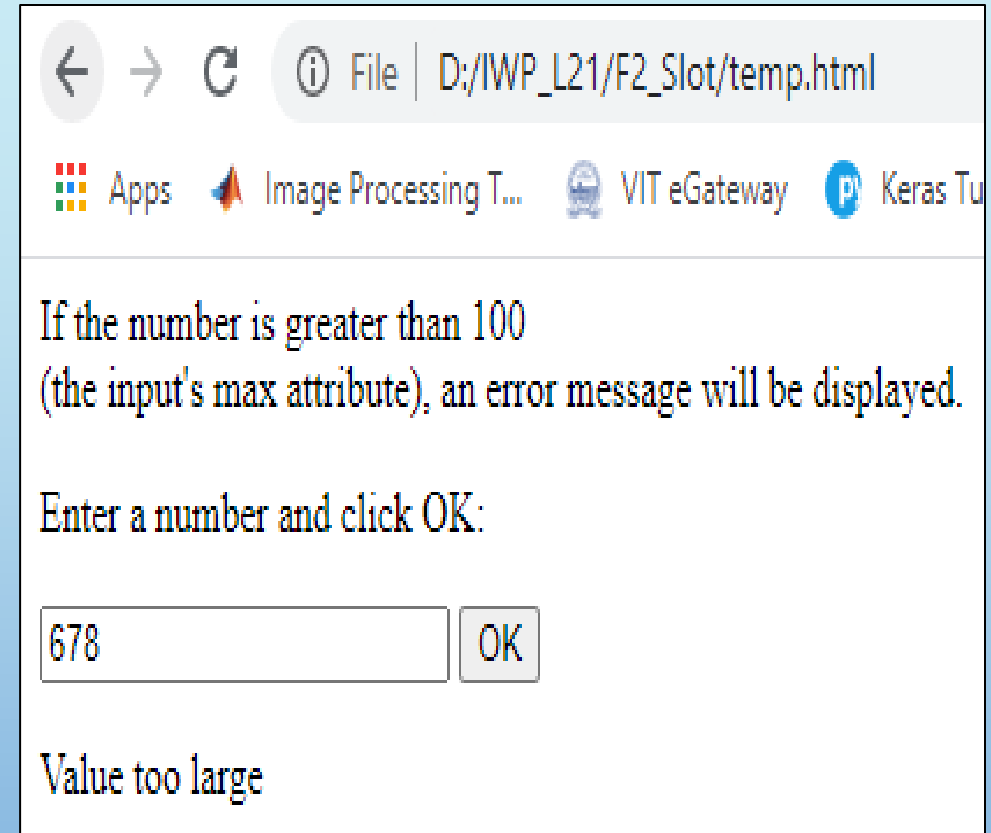 File D:/IWP_L21/F2_Slot/temp.html
Apps Image Processing T... VIT eGateway Keras Tu
If the number is greater than 100
(the input's max attribute), an error message will be displayed.
Enter a number and click OK:
678 OK
Value too large